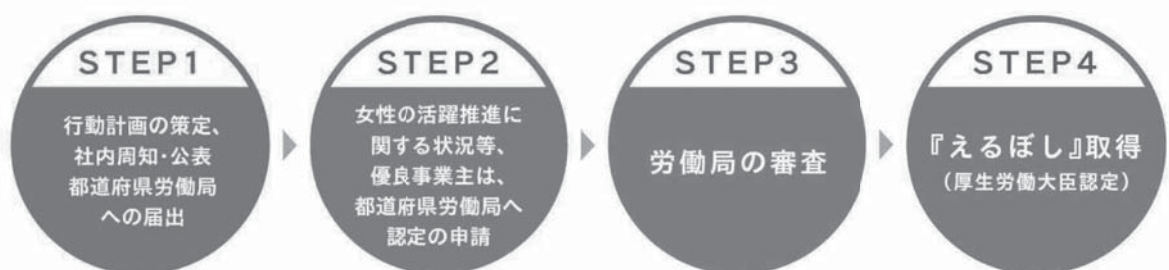 STEP1
行動計画の策定、
社内周知・公表
都道府県労働局
への届出
STEP2
女性の活躍推進に
関する状況等、
優良事業主は、
都道府県労働局へ
認定の申請
STEP3
労働局の審査
STEP4
『えるぼし』取得
(厚生労働大臣認定)